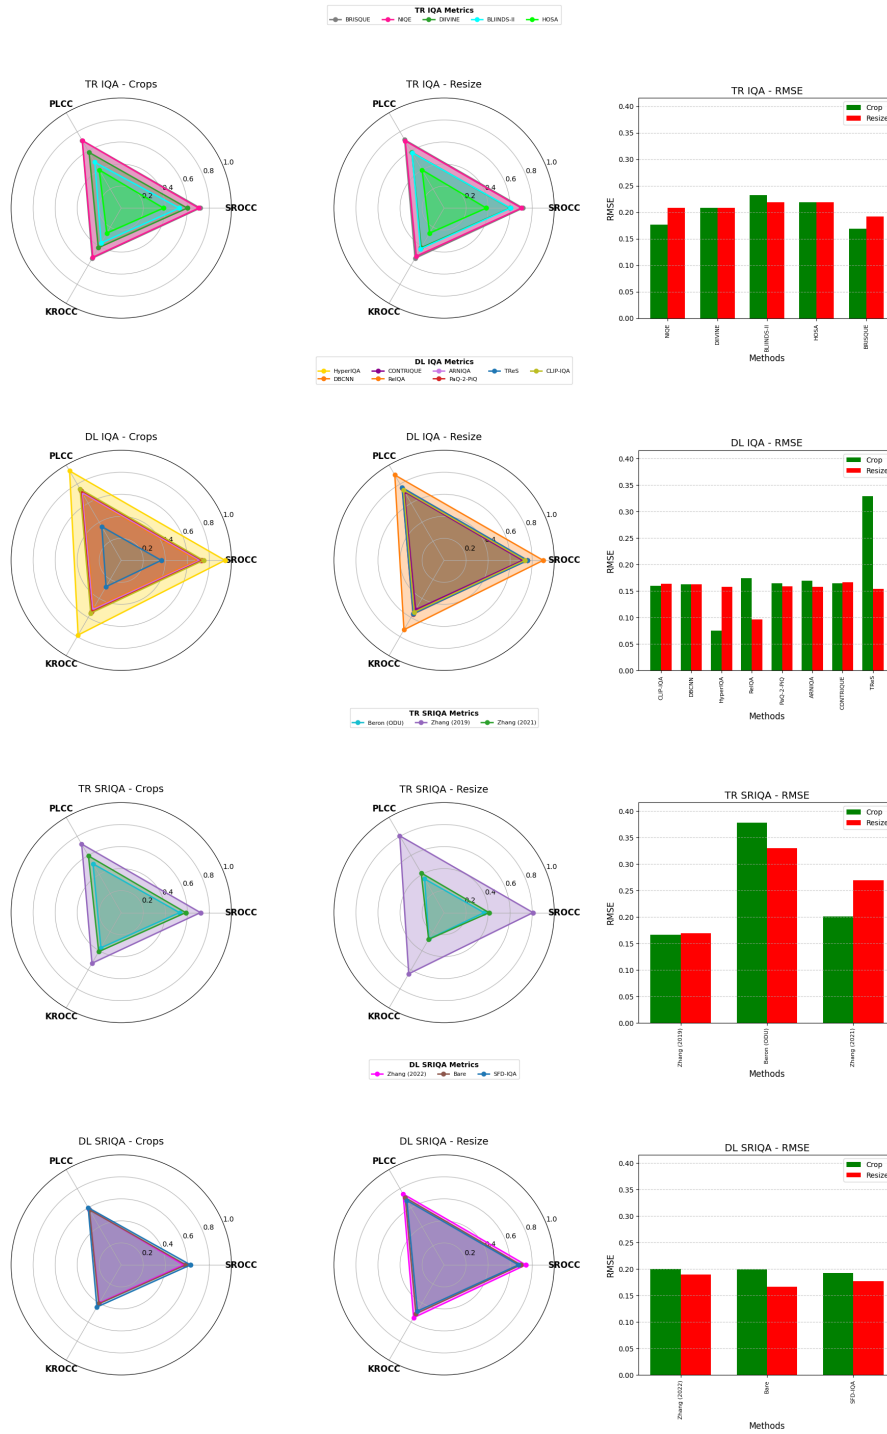 TR IQA Metrics
BRISQUE NIQE DIIVINE BLIINDS-II HOSA
TR IQA - Crops
PLCC
SROCC
KROCC
0.2 0.4 0.6 0.8 1.0
TR IQA - Resize
PLCC
SROCC
KROCC
0.2 0.4 0.6 0.8 1.0
TR IQA - RMSE
Crop
Resize
RMSE
0.40
0.35
0.30
0.25
0.20
0.15
0.10
0.05
0.00
NIQE DIIVINE BLIINDS-II HOSA BRISQUE
Methods
DL IQA Metrics
HyperIQA CONTRIQUE ARNIQA TReS CLIP-IQA
DBCNN ReIQA PaQ-2-PiQ
DL IQA - Crops
PLCC
SROCC
KROCC
0.2 0.4 0.6 0.8 1.0
DL IQA - Resize
PLCC
SROCC
KROCC
0.2 0.4 0.6 0.8 1.0
DL IQA - RMSE
Crop
Resize
RMSE
0.40
0.35
0.30
0.25
0.20
0.15
0.10
0.05
0.00
CLIP-IQA DBCNN HyperIQA ReIQA PaQ-2-PiQ ARNIQA CONTRIQUE TReS
Methods
TR SRIQA Metrics
Beron (ODU) Zhang (2019) Zhang (2021)
TR SRIQA - Crops
PLCC
SROCC
KROCC
0.2 0.4 0.6 0.8 1.0
TR SRIQA - Resize
PLCC
SROCC
KROCC
0.2 0.4 0.6 0.8 1.0
TR SRIQA - RMSE
Crop
Resize
RMSE
0.40
0.35
0.30
0.25
0.20
0.15
0.10
0.05
0.00
Zhang (2019) Beron (ODU) Zhang (2021)
Methods
DL SRIQA Metrics
Zhang (2022) Bare SFD-IQA
DL SRIQA - Crops
PLCC
SROCC
KROCC
0.2 0.4 0.6 0.8 1.0
DL SRIQA - Resize
PLCC
SROCC
KROCC
0.2 0.4 0.6 0.8 1.0
DL SRIQA - RMSE
Crop
Resize
RMSE
0.40
0.35
0.30
0.25
0.20
0.15
0.10
0.05
0.00
Zhang (2022) Bare SFD-IQA
Methods